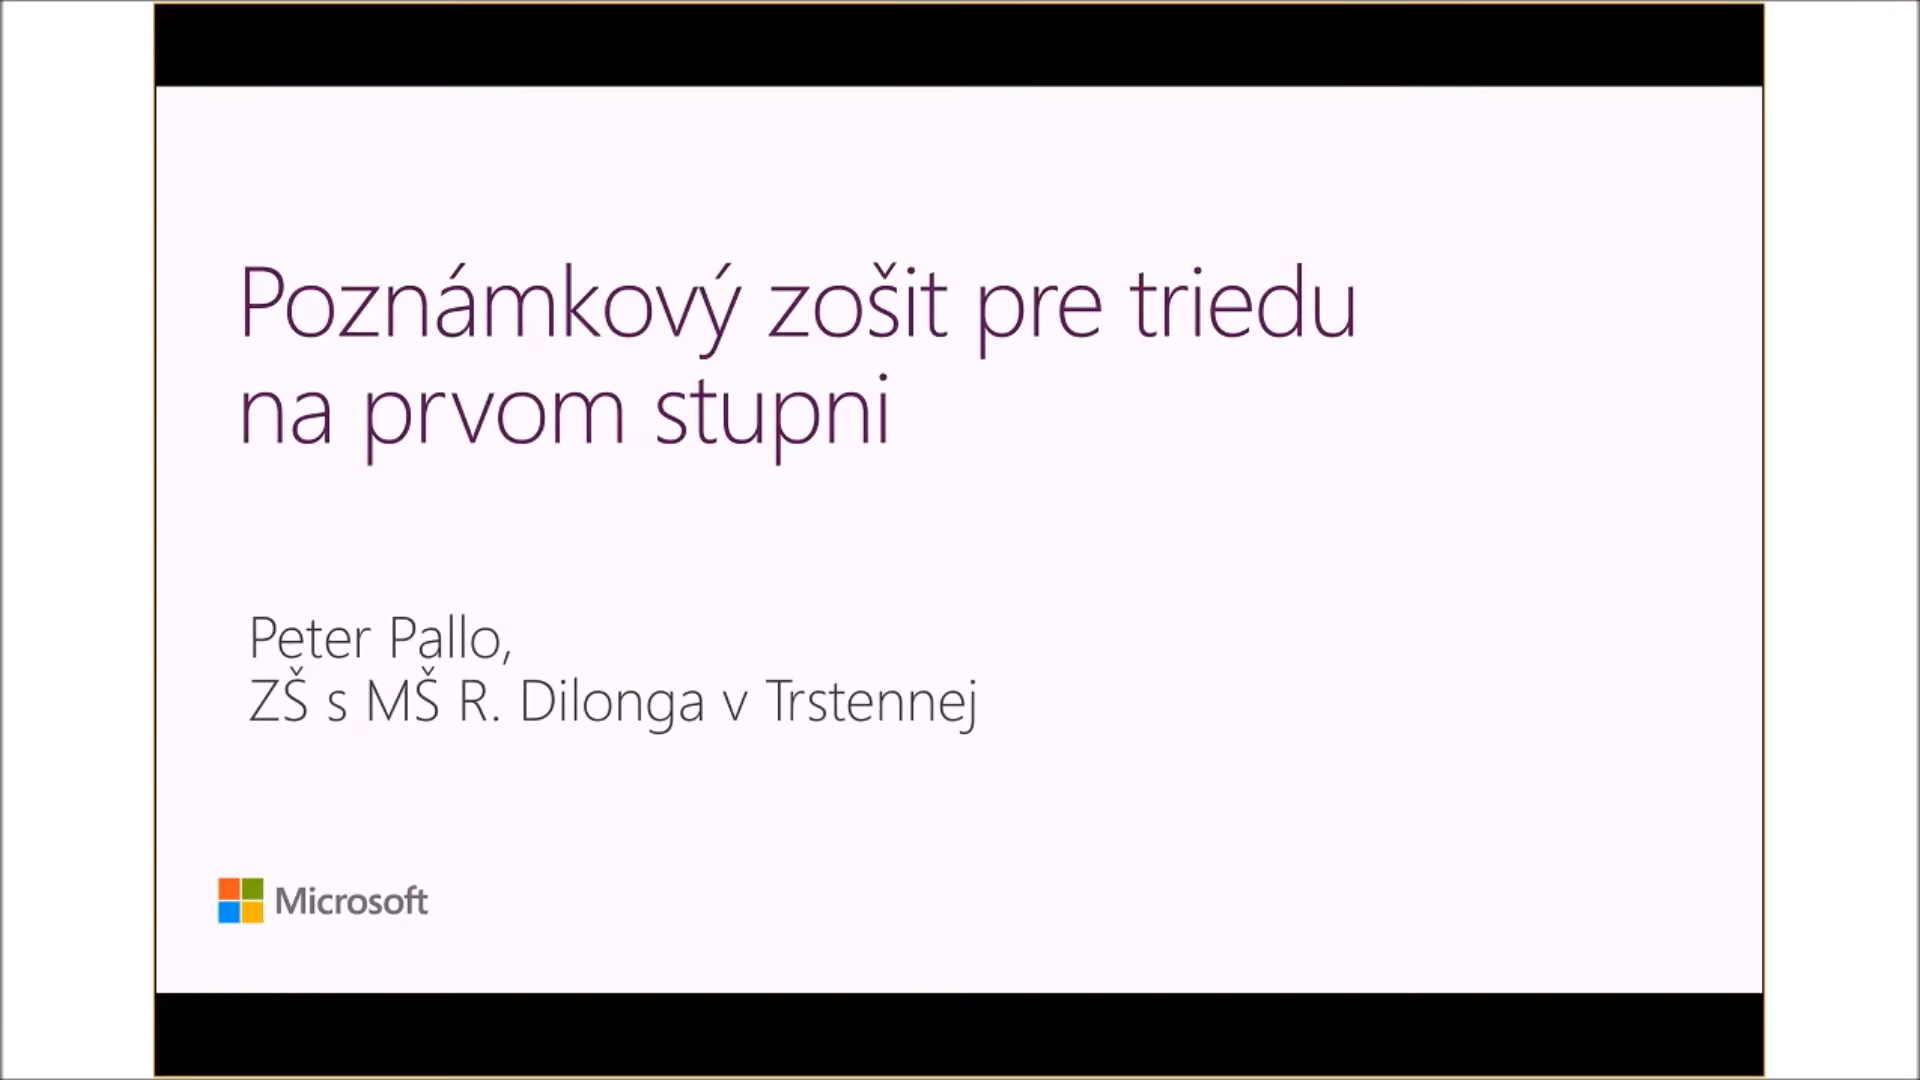 Poznámkový zošit pre triedu
na prvom stupni
Peter Pallo,
ZŠ s MŠ R. Dilonga v Trstennej
Microsoft